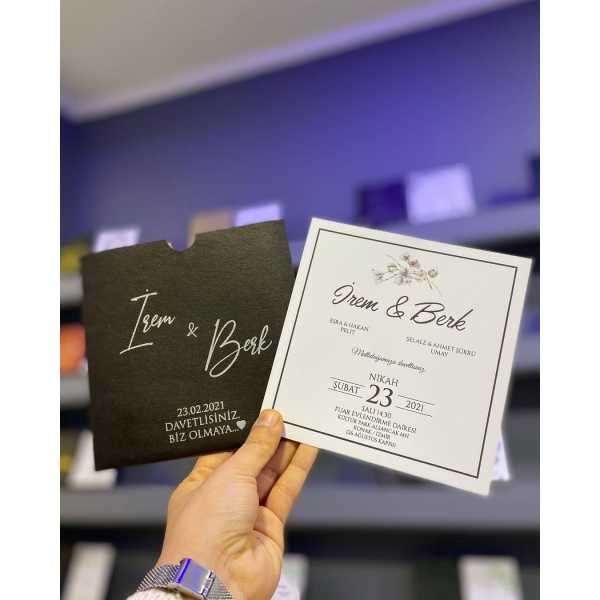 İrem
&
Berk
23.02.2021
DAVETLİSİNİZ.
BİZ OLMAYA...
İrem & Berk
ESRA & HAKAN
PELİT
ŞELALE & AHMET ŞÜKRÜ
UMAY
Mutluluğumuza davetlisiniz.
NİKAH
ŞUBAT 23 2021
SALI 14:30
FUAR EVLENDİRME DAİRESİ
KÜLTÜR PARK ALSANCAK MH.
KONAK / İZMİR
(26 AĞUSTOS KAPISI)